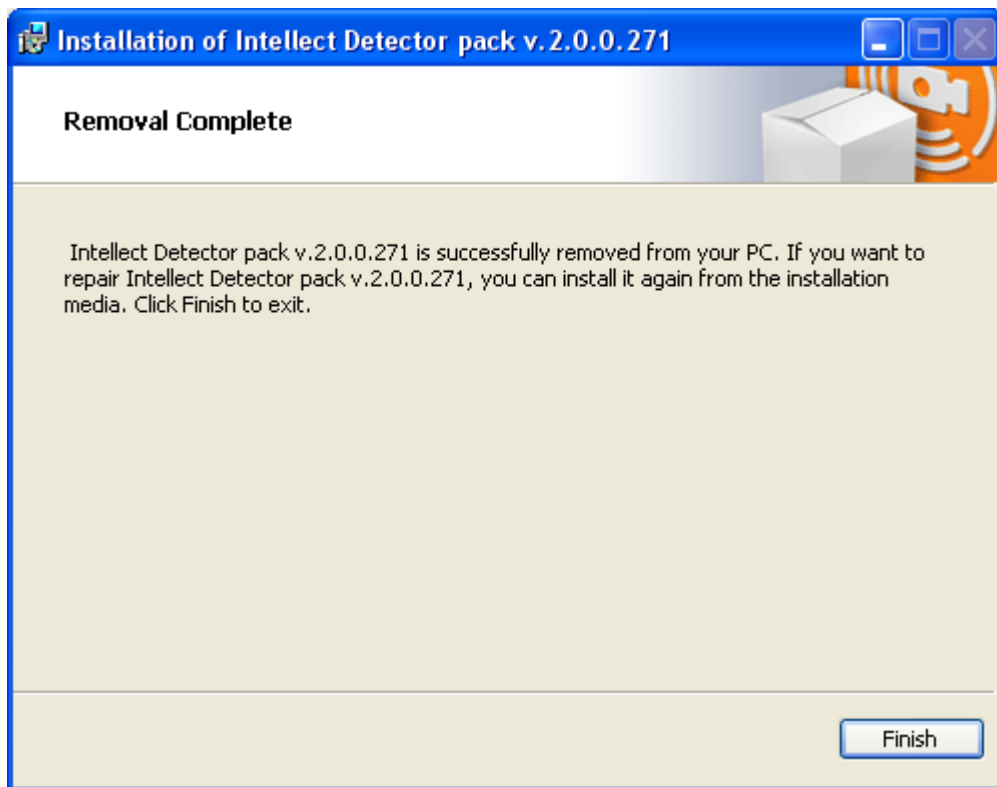 Installation of Intellect Detector pack v.2.0.0.271
Removal Complete
Intellect Detector pack v.2.0.0.271 is successfully removed from your PC. If you want to
repair Intellect Detector pack v.2.0.0.271, you can install it again from the installation
media. Click Finish to exit.
Finish